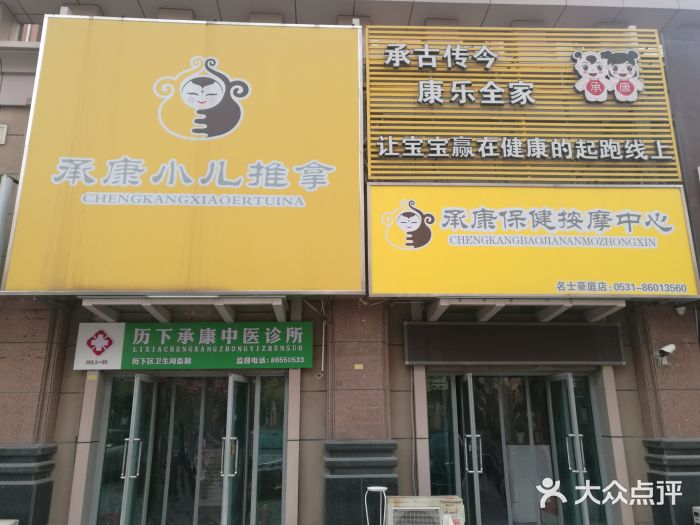 承康小儿推拿
CHENGKANGXIAOERTUINA
承古传今
康乐全家
承 康
让宝宝赢在健康的起跑线上
承康保健按摩中心
CHENGKANGBAOJIANANMOZHONGXIN
名士豪庭店:0531-86013560
历下承康中医诊所
LIXIACHENGKANGZHONGYIZHENSUO
历下区卫生局监制 监督电话:86550533
大众点评